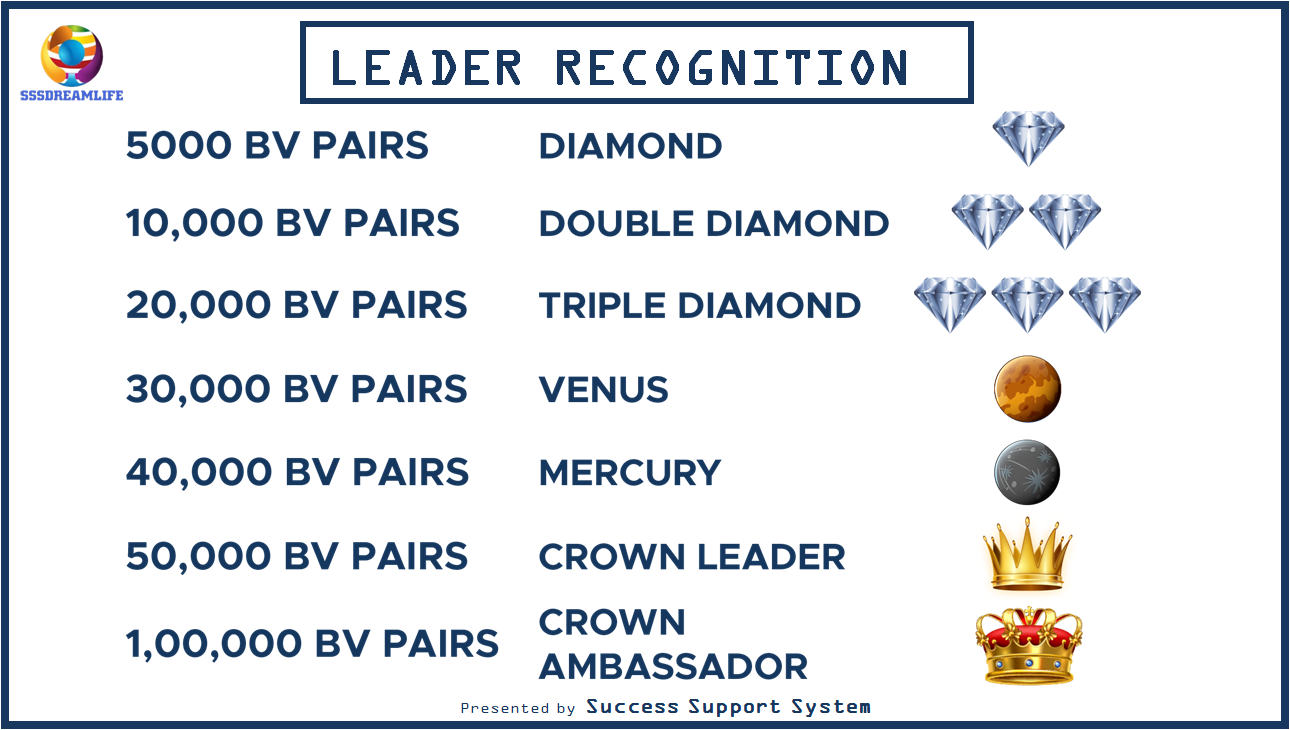 SSSDREAMLIFE
LEADER RECOGNITION
5000 BV PAIRS DIAMOND
10,000 BV PAIRS DOUBLE DIAMOND
20,000 BV PAIRS TRIPLE DIAMOND
30,000 BV PAIRS VENUS
40,000 BV PAIRS MERCURY
50,000 BV PAIRS CROWN LEADER
1,00,000 BV PAIRS CROWN
AMBASSADOR
Presented by Success Support System